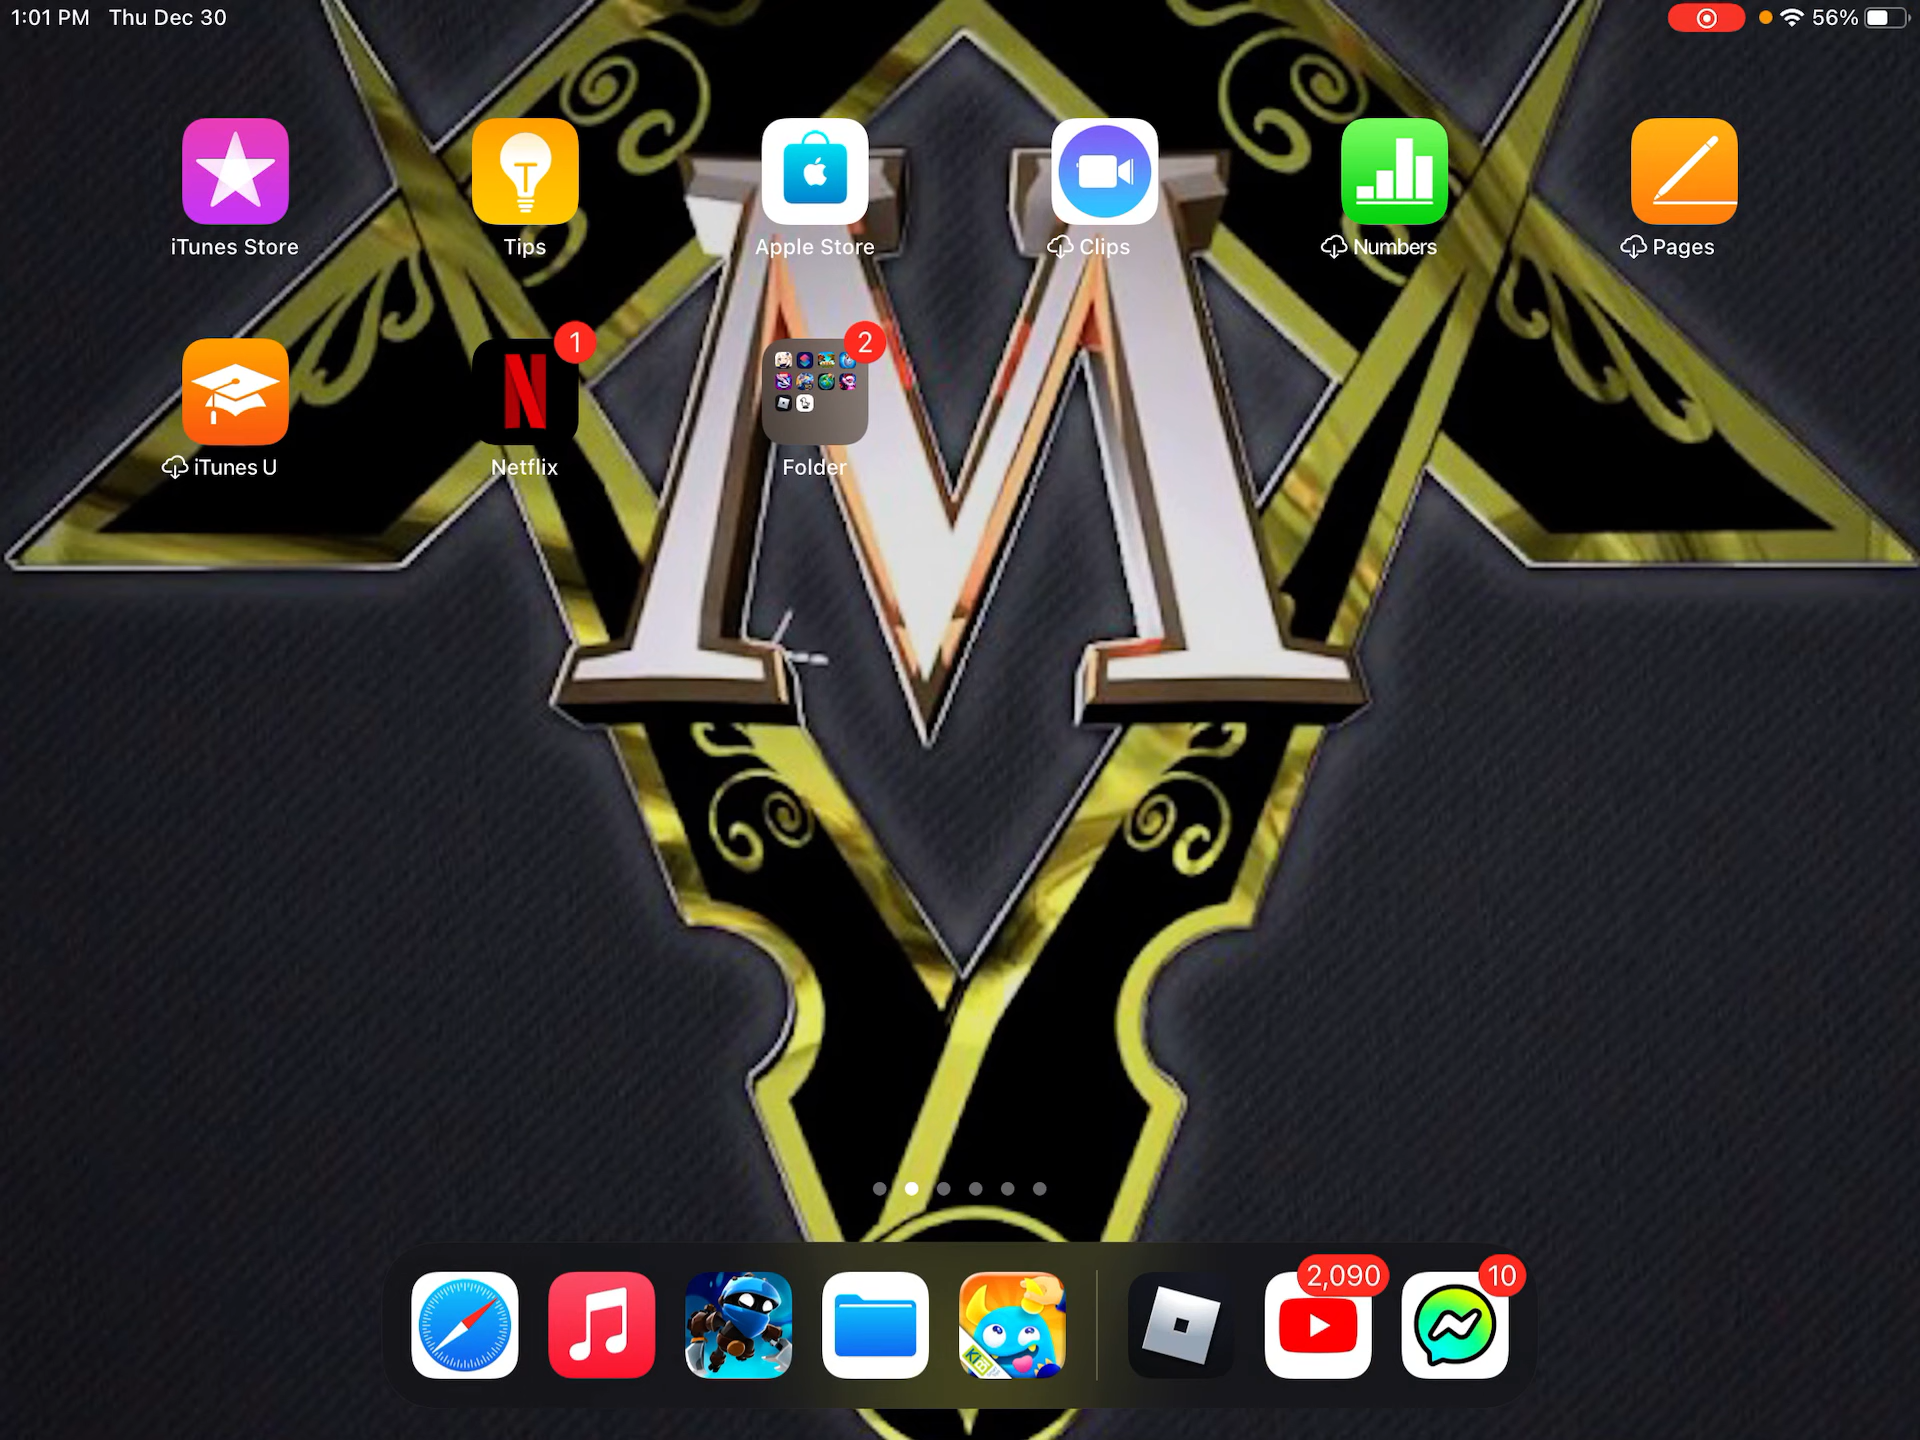 1:01 PM Thu Dec 30
56%
iTunes Store
Tips
Apple Store
Clips
Numbers
Pages
1
2
N
iTunes U
Netflix
Folder
M
2,090
10